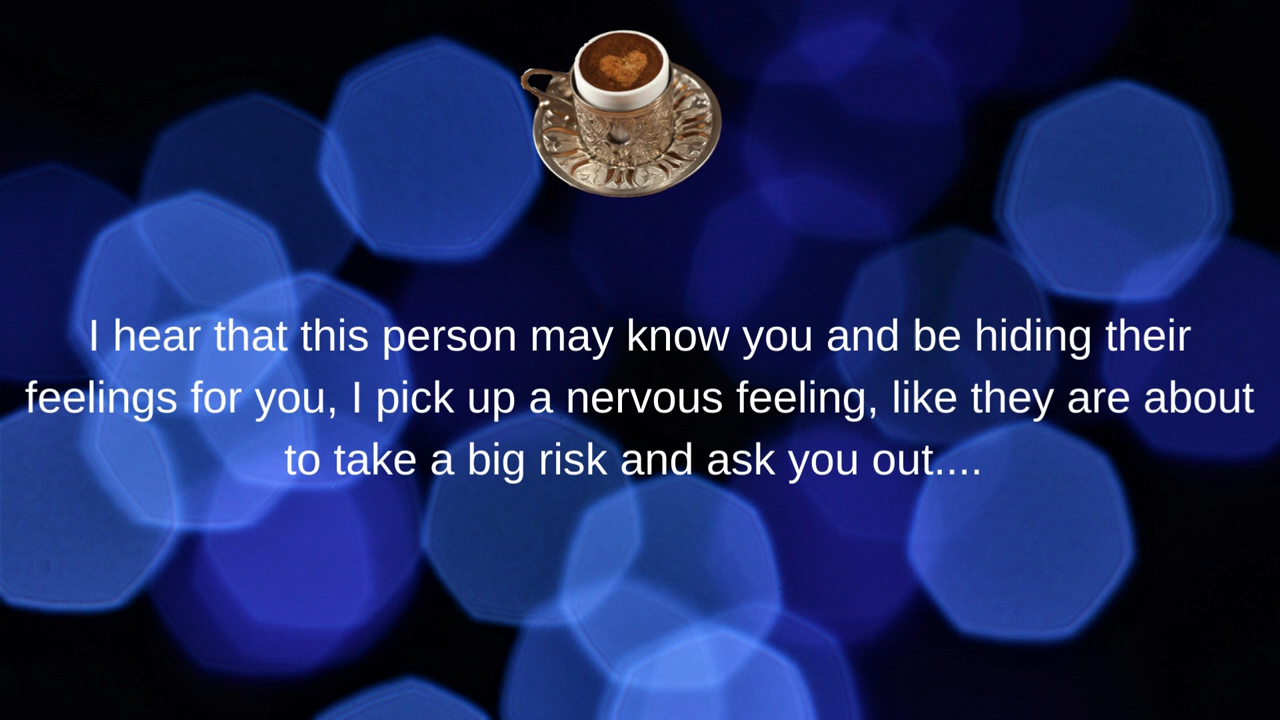 I hear that this person may know you and be hiding their
feelings for you, I pick up a nervous feeling, like they are about
to take a big risk and ask you out....